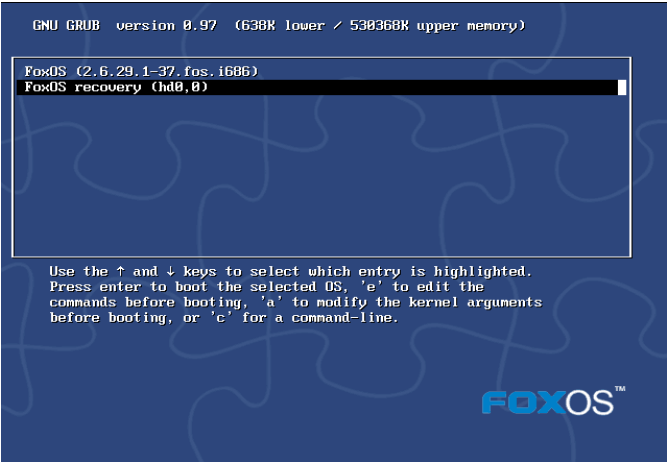 GNU GRUB  version 0.97  (638K lower / 530368K upper memory)
FoxOS (2.6.29.1-37.fos.i686)
FoxOS recovery (hd0,0)
Use the ↑ and ↓ keys to select which entry is highlighted.
Press enter to boot the selected OS, 'e' to edit the
commands before booting, 'a' to modify the kernel arguments
before booting, or 'c' for a command-line.
FOXOS™